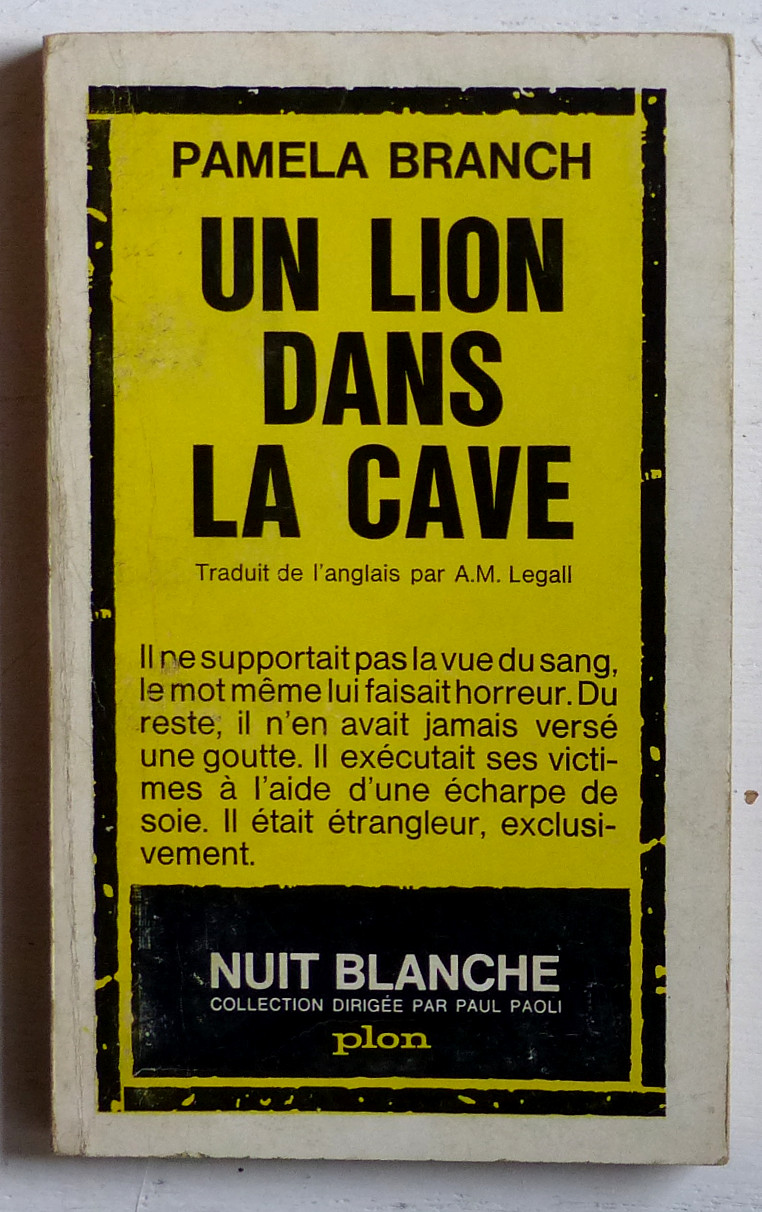 PAMELA BRANCH
UN LION
DANS
LA CAVE
Traduit de l'anglais par A.M. Legall
Il ne supportait pas la vue du sang,
le mot même lui faisait horreur. Du
reste, il n'en avait jamais versé
une goutte. Il exécutait ses victi-
mes à l'aide d'une écharpe de
soie. Il était étrangleur, exclusi-
vement.
NUIT BLANCHE
COLLECTION DIRIGÉE PAR PAUL PAOLI
plon